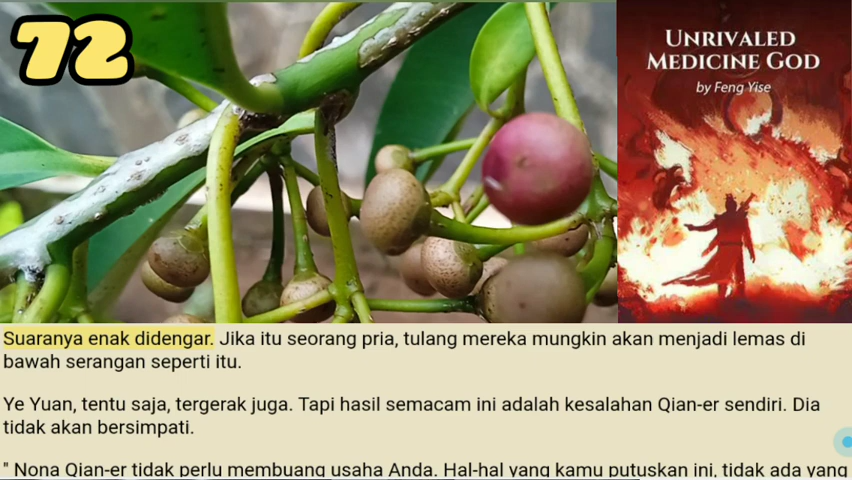 72
UNRIVALED
MEDICINE GOD
by Feng Yise
Suaranya enak didengar. Jika itu seorang pria, tulang mereka mungkin akan menjadi lemas di
bawah serangan seperti itu.
Ye Yuan, tentu saja, tergerak juga. Tapi hasil semacam ini adalah kesalahan Qian-er sendiri. Dia
tidak akan bersimpati.
" Nona Qian-er tidak perlu membuang usaha Anda. Hal-hal yang kamu putuskan ini, tidak ada yang